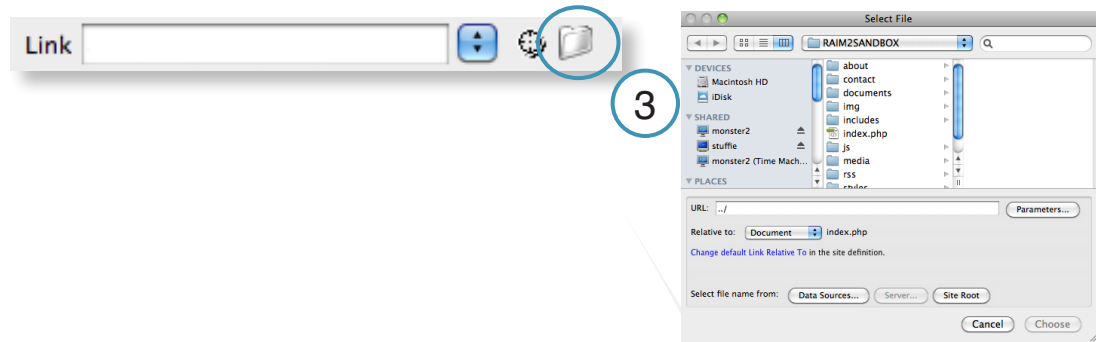 Link
3
Select File
RAIM2SANDBOX
DEVICES
Macintosh HD
iDisk
SHARED
monster2
stuffie
monster2 (Time Mach...
PLACES
about
contact
documents
img
includes
index.php
js
media
rss
styles
URL: ../
Parameters...
Relative to: Document index.php
Change default Link Relative To in the site definition.
Select file name from: Data Sources... Server... Site Root
Cancel Choose